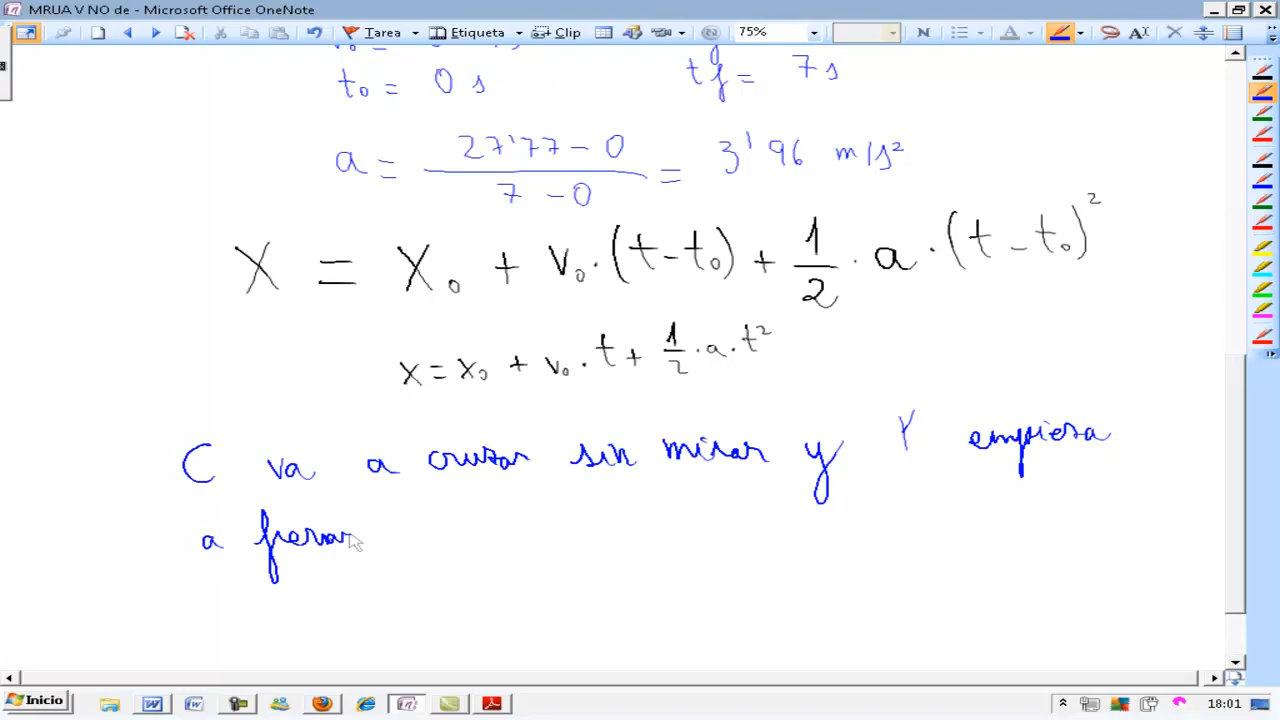 MRUA V NO de - Microsoft Office OneNote
Tarea Etiqueta Clip 75% N A
t₀ = 0 s tf = 7 s
a = (27'77 - 0) / (7 - 0) = 3'96 m/s²
X = X₀ + v₀·(t-t₀) + 1/2 · a · (t-t₀)²
x = x₀ + v₀ · t + 1/2 · a · t²
C va a cruzar sin mirar y Y empieza
a frenar
Inicio 18:01